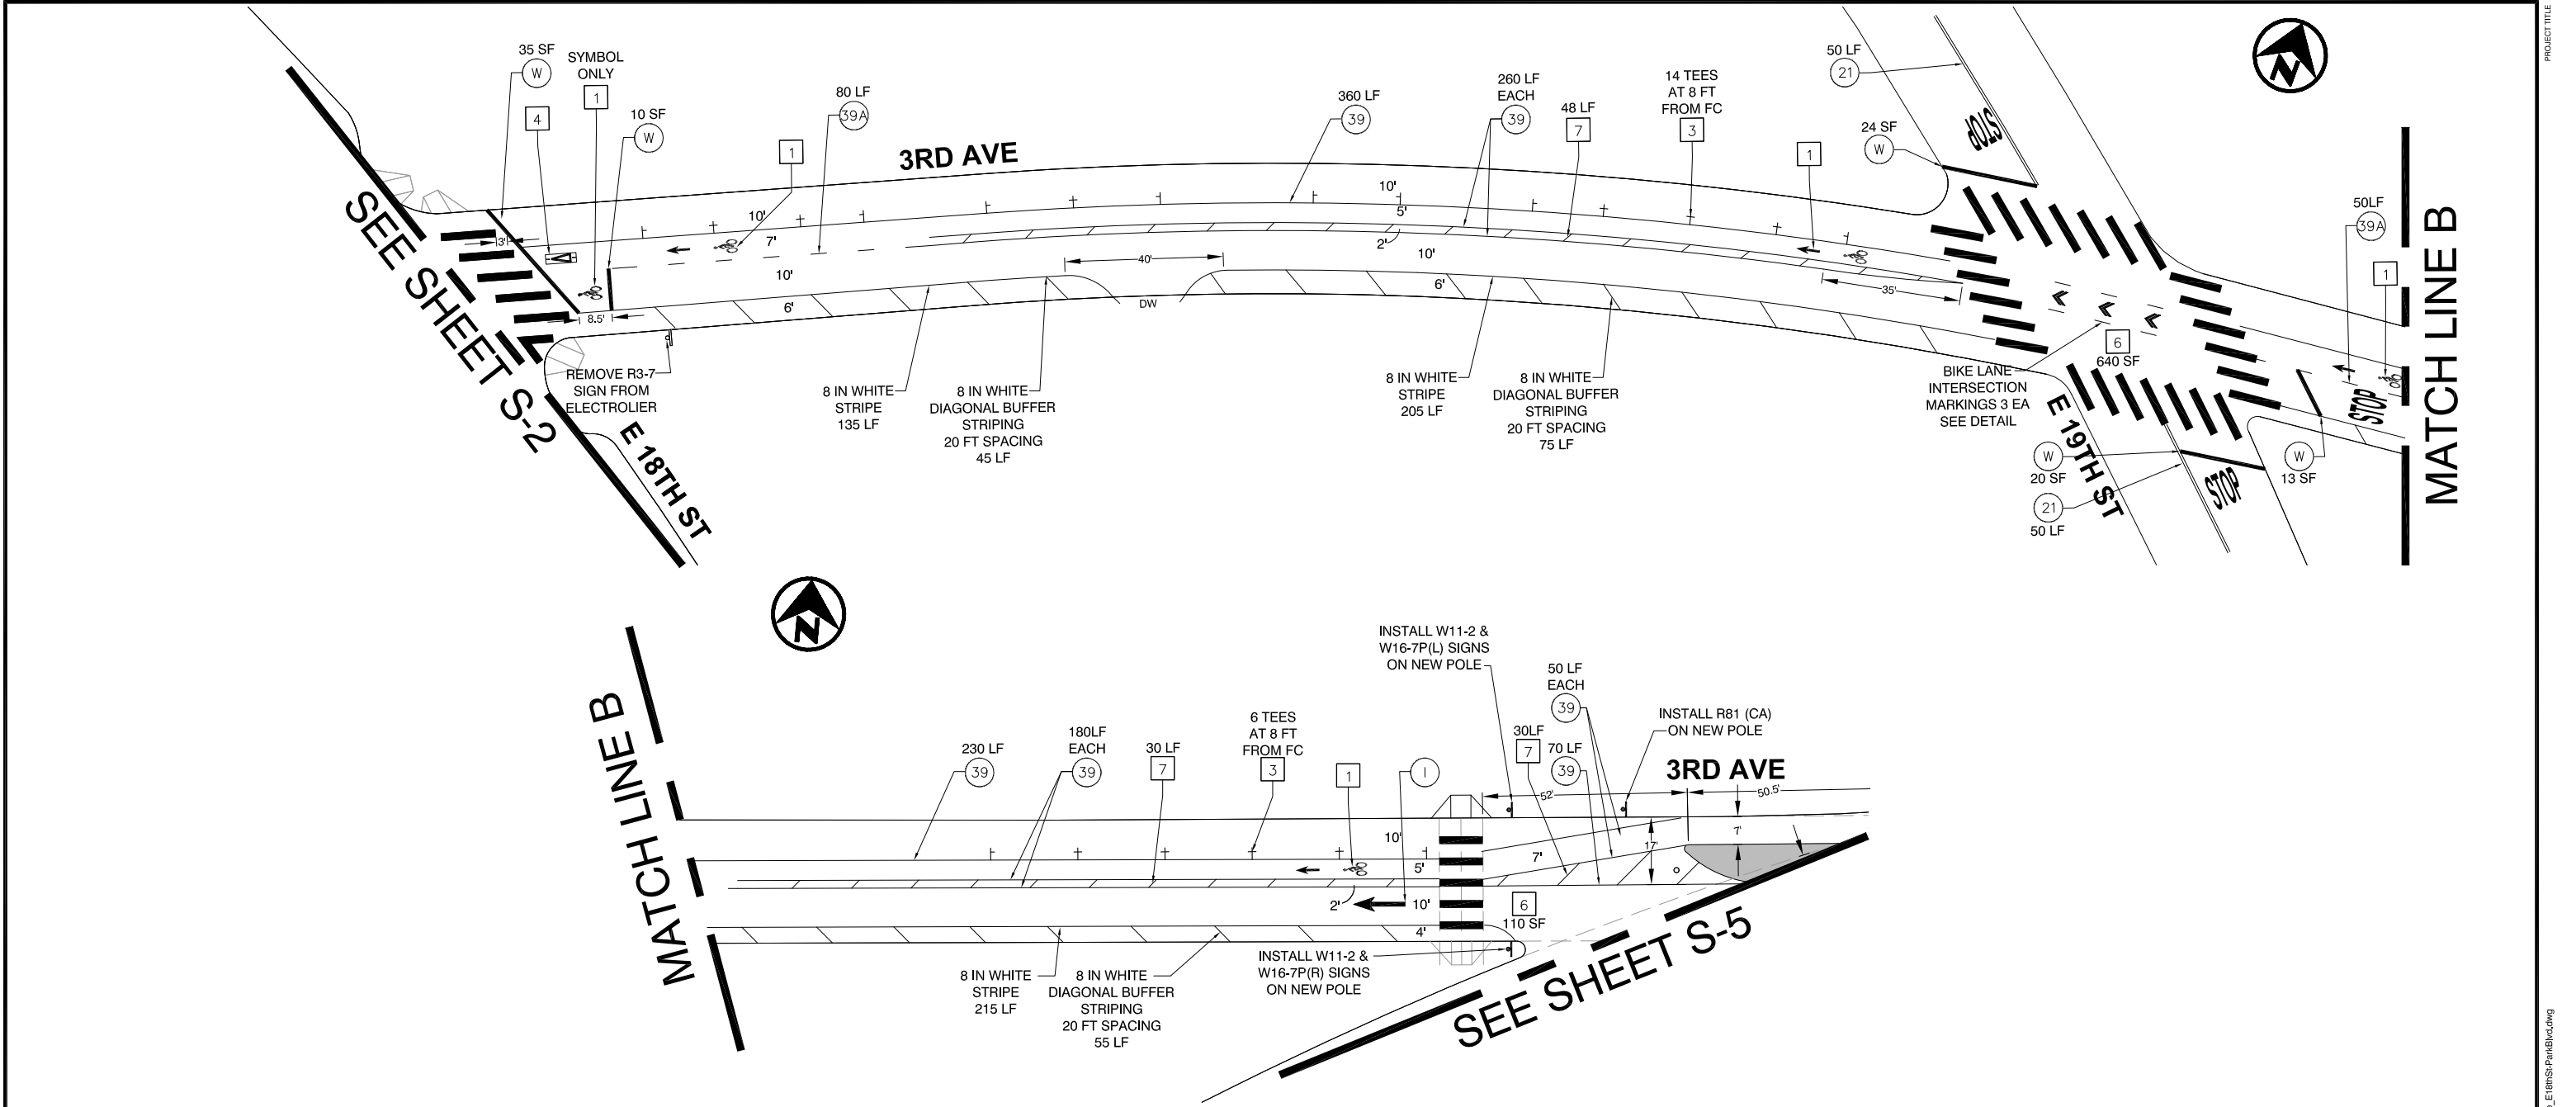 PROJECT TITLE
35 SF
W
SYMBOL
ONLY
1
4
10 SF
W
80 LF
39A
1
3RD AVE
360 LF
39
260 LF
EACH
39
48 LF
7
14 TEES
AT 8 FT
FROM FC
3
1
50 LF
21
24 SF
W
STOP
N
50LF
39A
1
MATCH LINE B
SEE SHEET S-2
3'
10'
7'
10'
6'
8.5'
40'
DW
10'
5'
2'
10'
6'
35'
REMOVE R3-7
SIGN FROM
ELECTROLIER
E 18TH ST
8 IN WHITE
STRIPE
135 LF
8 IN WHITE
DIAGONAL BUFFER
STRIPING
20 FT SPACING
45 LF
8 IN WHITE
STRIPE
205 LF
8 IN WHITE
DIAGONAL BUFFER
STRIPING
20 FT SPACING
75 LF
BIKE LANE
INTERSECTION
MARKINGS 3 EA
SEE DETAIL
6
640 SF
E 19TH ST
STOP
W
20 SF
21
50 LF
STOP
W
13 SF
N
MATCH LINE B
230 LF
39
180LF
EACH
39
30 LF
7
6 TEES
AT 8 FT
FROM FC
3
1
I
INSTALL W11-2 &
W16-7P(L) SIGNS
ON NEW POLE
50 LF
EACH
39
30LF
7
70 LF
39
INSTALL R81 (CA)
ON NEW POLE
3RD AVE
52'
50.5'
10'
5'
7'
17'
7'
2'
10'
4'
6
110 SF
8 IN WHITE
STRIPE
215 LF
8 IN WHITE
DIAGONAL BUFFER
STRIPING
20 FT SPACING
55 LF
INSTALL W11-2 &
W16-7P(R) SIGNS
ON NEW POLE
SEE SHEET S-5
_E18thSt-ParkBlvd.dwg